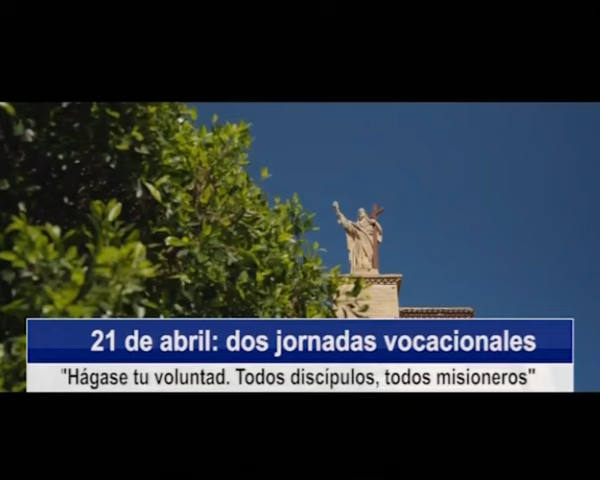 21 de abril: dos jornadas vocacionales
"Hágase tu voluntad. Todos discípulos, todos misioneros"